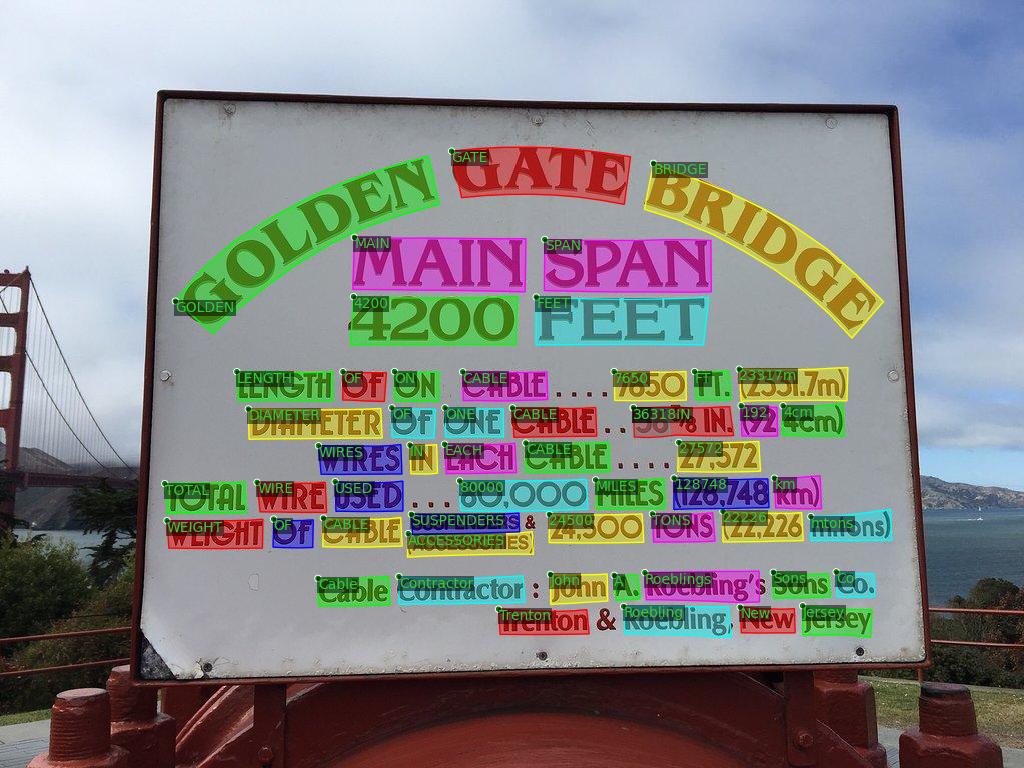 GOLDEN GATE BRIDGE
MAIN SPAN
4200 FEET
LENGTH OF ONE CABLE .... 7650 FT. (2331.7m)
DIAMETER OF ONE CABLE .. 36 3/8 IN. (92.4cm)
WIRES IN EACH CABLE .... 27,572
TOTAL WIRE USED ... 80,000 MILES (128,748 km)
WEIGHT OF CABLE (SUSPENDERS & ACCESSORIES) 24,500 TONS (22,226 m.tons)
Cable Contractor : John A. Roebling's Sons Co.
Trenton & Roebling, New Jersey